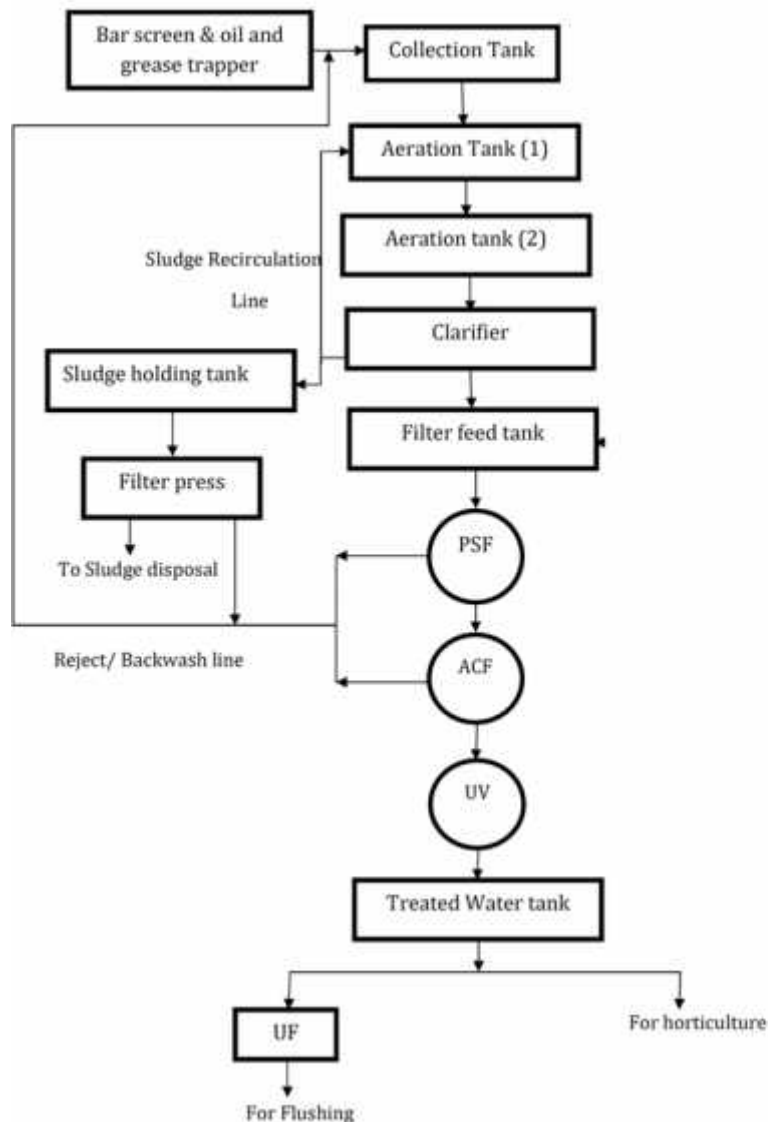 Bar screen & oil and
grease trapper
Collection Tank
Aeration Tank (1)
Aeration tank (2)
Sludge Recirculation
Line
Clarifier
Sludge holding tank
Filter feed tank
Filter press
PSF
To Sludge disposal
Reject/ Backwash line
ACF
UV
Treated Water tank
For horticulture
UF
For Flushing